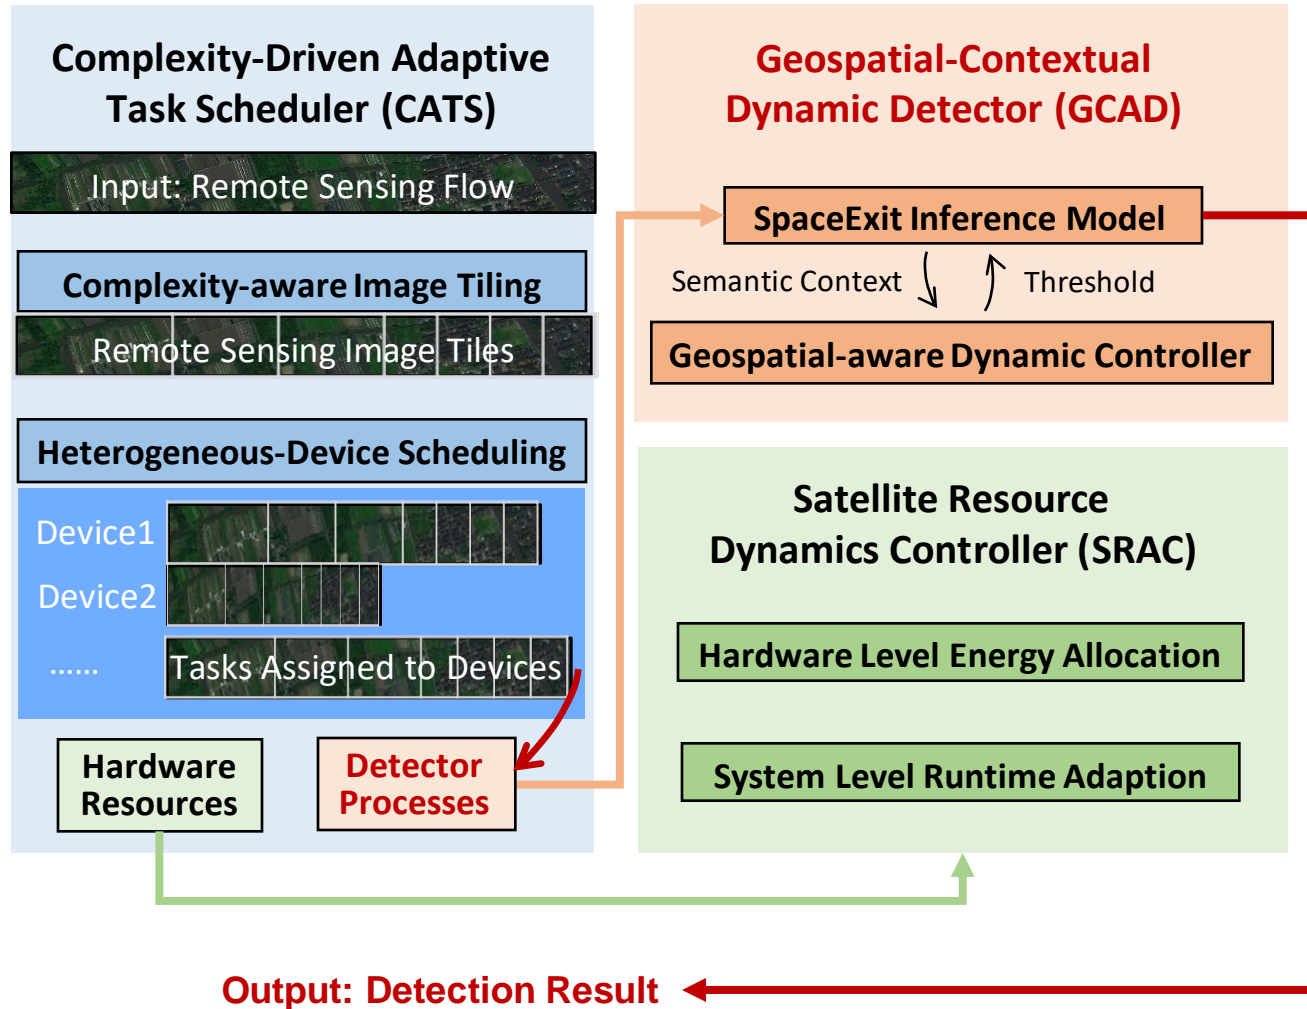 Complexity-Driven Adaptive
Task Scheduler (CATS)
Input: Remote Sensing Flow
Complexity-aware Image Tiling
Remote Sensing Image Tiles
Heterogeneous-Device Scheduling
Device1
Device2
......
Tasks Assigned to Devices
Hardware
Resources
Detector
Processes
Geospatial-Contextual
Dynamic Detector (GCAD)
SpaceExit Inference Model
Semantic Context
Threshold
Geospatial-aware Dynamic Controller
Satellite Resource
Dynamics Controller (SRAC)
Hardware Level Energy Allocation
System Level Runtime Adaption
Output: Detection Result